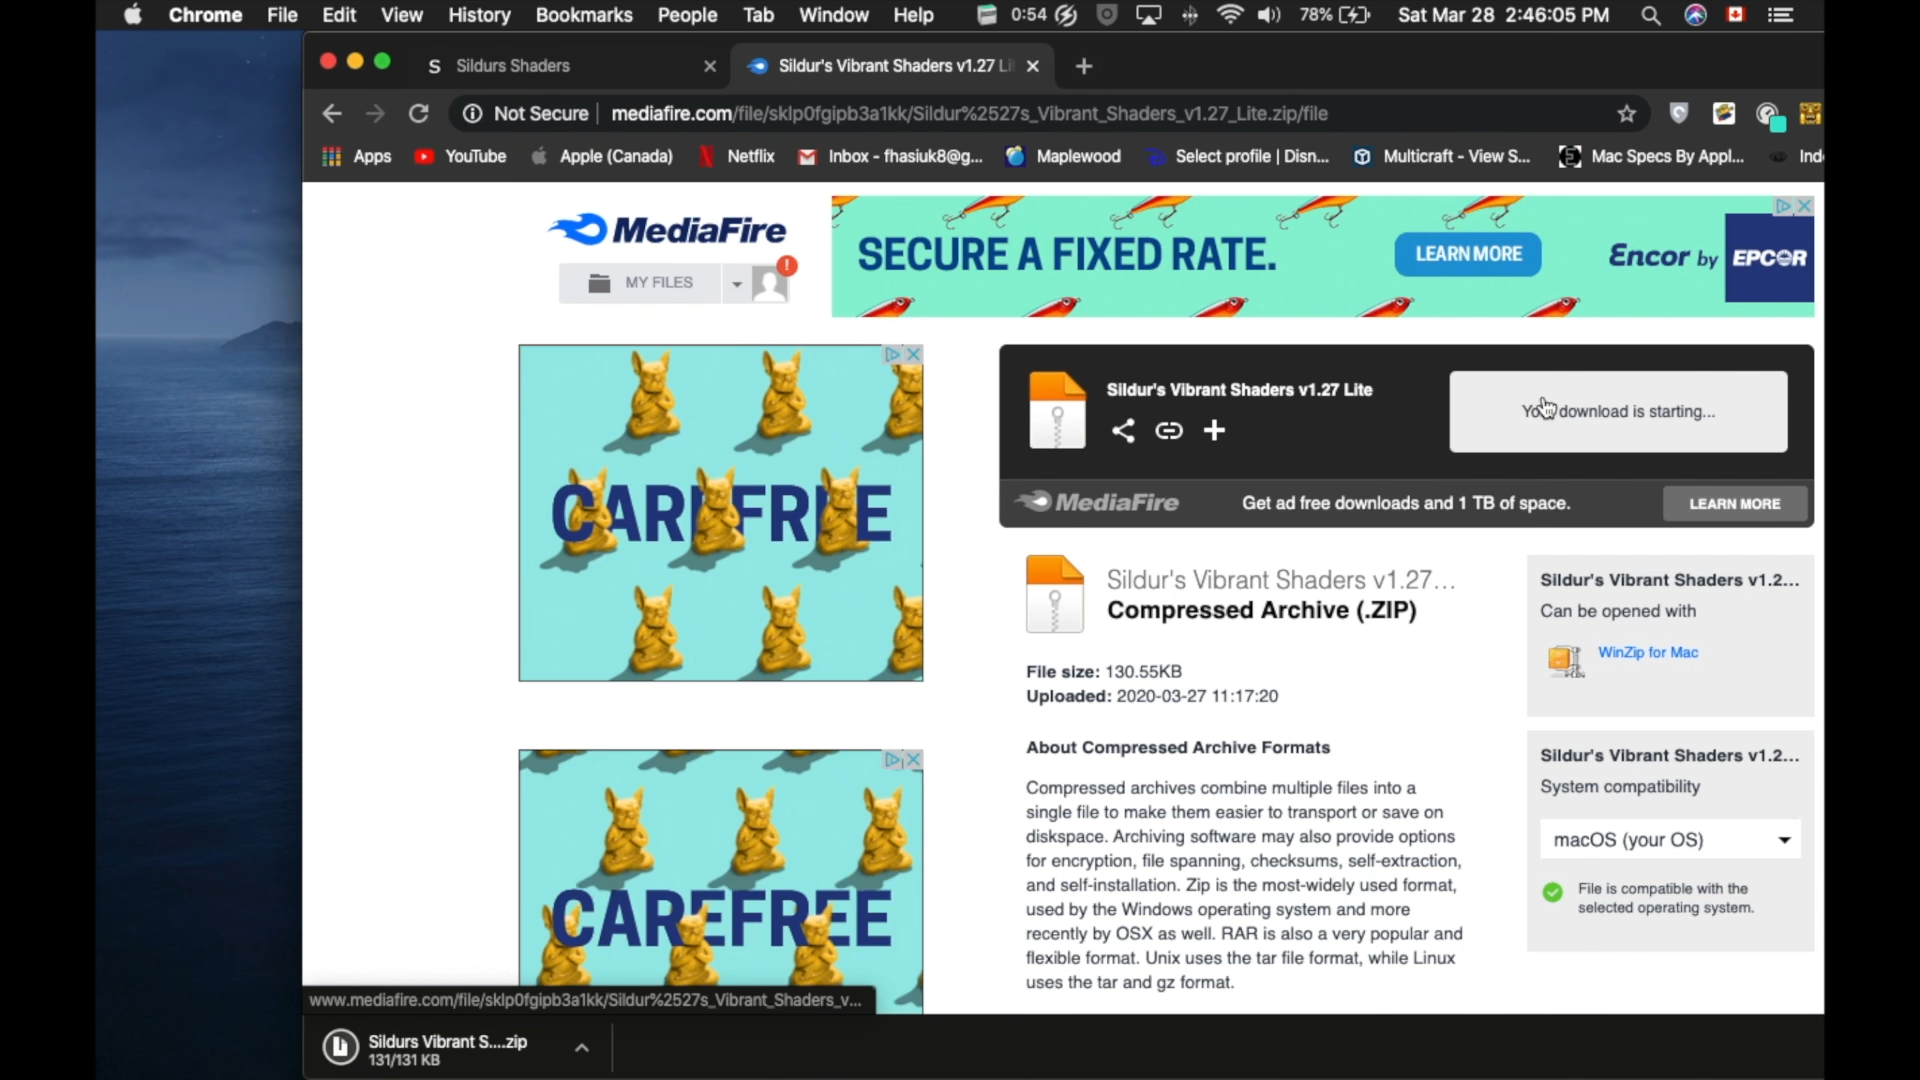 Chrome File Edit View History Bookmarks People Tab Window Help 0:54 78% Sat Mar 28 2:46:05 PM
S Sildurs Shaders
Sildur's Vibrant Shaders v1.27 Li
Not Secure mediafire.com/file/sklp0fgipb3a1kk/Sildur%2527s_Vibrant_Shaders_v1.27_Lite.zip/file
Apps YouTube Apple (Canada) Netflix Inbox - fhasiuk8@g... Maplewood Select profile | Disn... Multicraft - View S... Mac Specs By Appl... Ind
MediaFire
MY FILES
!
SECURE A FIXED RATE.
LEARN MORE
Encor by EPCOR
CAREFREE
Sildur's Vibrant Shaders v1.27 Lite
download is starting...
MediaFire
Get ad free downloads and 1 TB of space.
LEARN MORE
Sildur's Vibrant Shaders v1.27...
Compressed Archive (.ZIP)
File size: 130.55KB
Uploaded: 2020-03-27 11:17:20
About Compressed Archive Formats
Compressed archives combine multiple files into a
single file to make them easier to transport or save on
diskspace. Archiving software may also provide options
for encryption, file spanning, checksums, self-extraction,
and self-installation. Zip is the most-widely used format,
used by the Windows operating system and more
recently by OSX as well. RAR is also a very popular and
flexible format. Unix uses the tar file format, while Linux
uses the tar and gz format.
Sildur's Vibrant Shaders v1.2...
Can be opened with
WinZip for Mac
Sildur's Vibrant Shaders v1.2...
System compatibility
macOS (your OS)
File is compatible with the
selected operating system.
CAREFREE
www.mediafire.com/file/sklp0fgipb3a1kk/Sildur%2527s_Vibrant_Shaders_v...
Sildurs Vibrant S....zip
131/131 KB